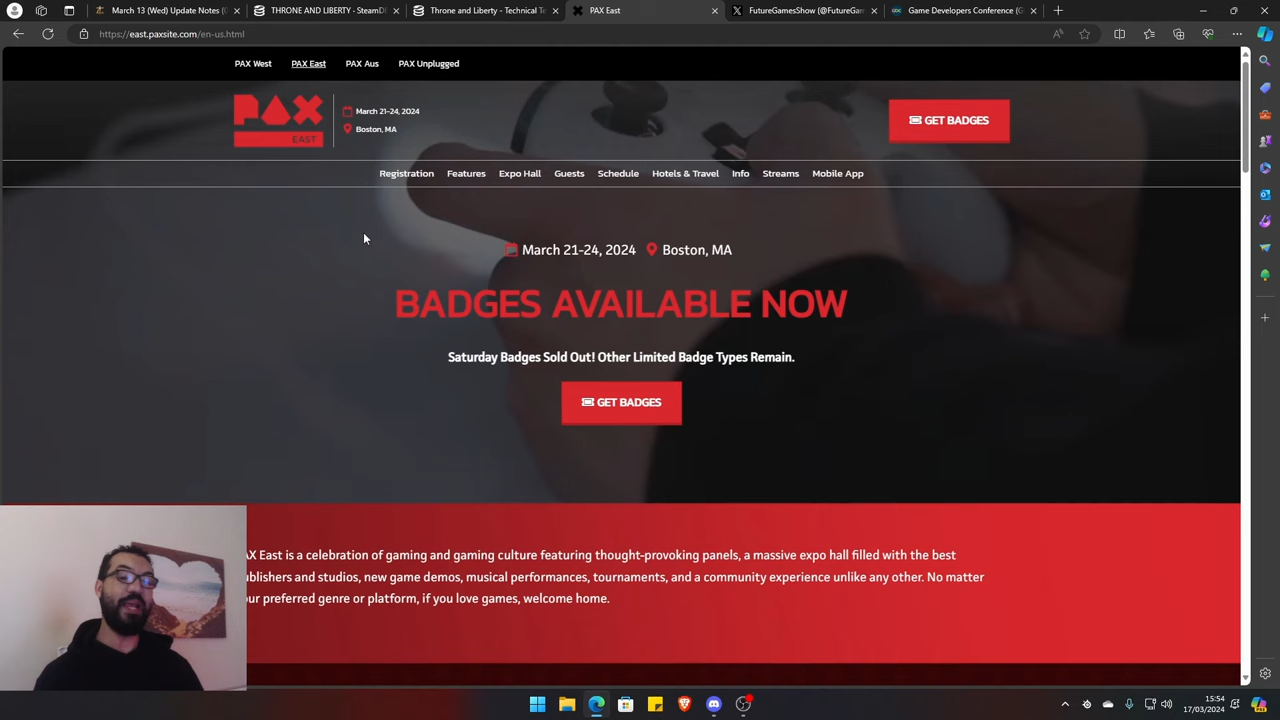 March 13 (Wed) Update Notes (
THRONE AND LIBERTY - SteamD
Throne and Liberty - Technical Te
PAX East
FutureGamesShow (@FutureGam
Game Developers Conference (G
https://east.paxsite.com/en-us.html
PAX West
PAX East
PAX Aus
PAX Unplugged
PAX
EAST
March 21-24, 2024
Boston, MA
GET BADGES
Registration
Features
Expo Hall
Guests
Schedule
Hotels & Travel
Info
Streams
Mobile App
March 21-24, 2024 Boston, MA
BADGES AVAILABLE NOW
Saturday Badges Sold Out! Other Limited Badge Types Remain.
GET BADGES
AX East is a celebration of gaming and gaming culture featuring thought-provoking panels, a massive expo hall filled with the best
ublishers and studios, new game demos, musical performances, tournaments, and a community experience unlike any other. No matter
ur preferred genre or platform, if you love games, welcome home.
15:54
17/03/2024